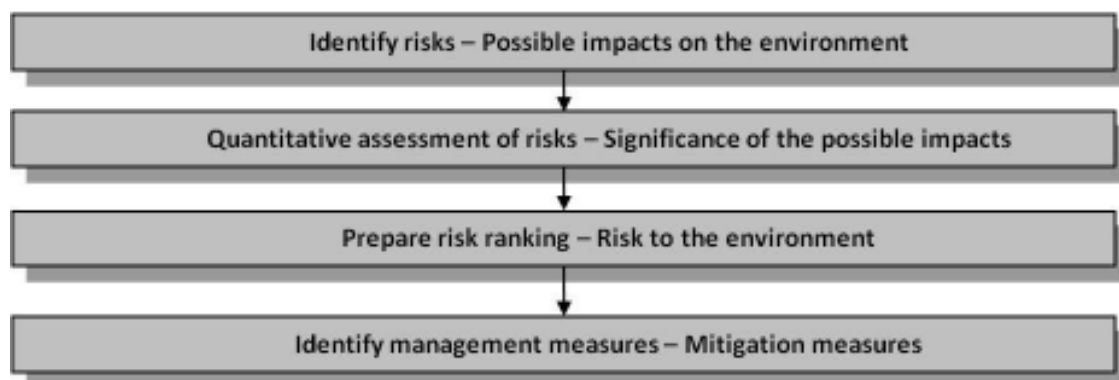 Identify risks – Possible impacts on the environment
Quantitative assessment of risks – Significance of the possible impacts
Prepare risk ranking – Risk to the environment
Identify management measures – Mitigation measures